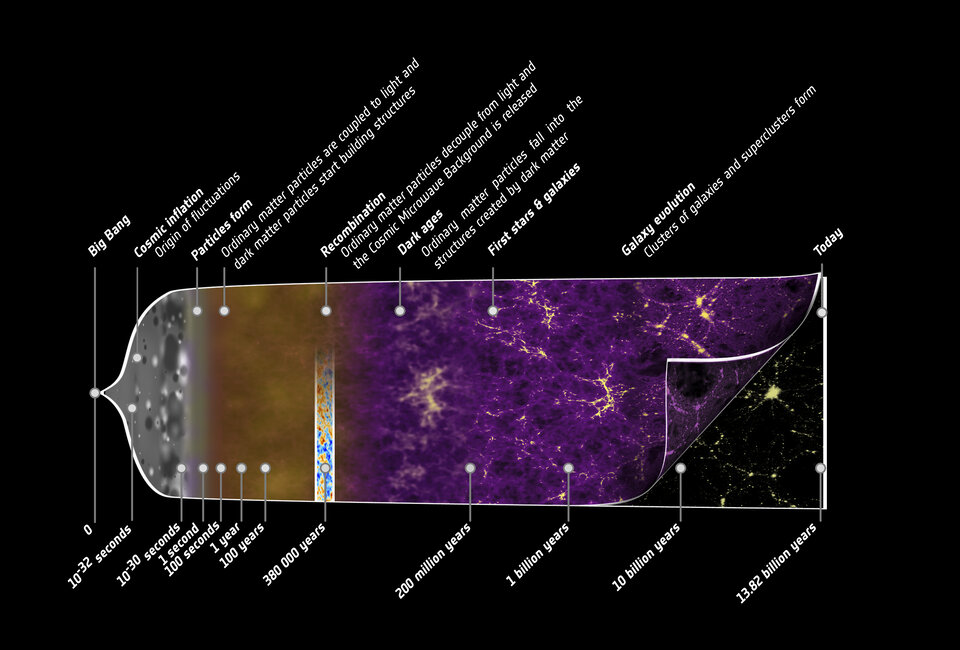 Big Bang
Cosmic inflation
Origin of fluctuations
Particles form
Ordinary matter particles are coupled to light and
dark matter particles start building structures
Recombination
Ordinary matter particles decouple from light and
the Cosmic Microwave Background is released
Dark ages
Ordinary matter particles fall into the
structures created by dark matter
First stars & galaxies
Galaxy evolution
Clusters of galaxies and superclusters form
Today
0
10-32 seconds
10-30 seconds
1 second
100 seconds
1 year
100 years
380 000 years
200 million years
1 billion years
10 billion years
13.82 billion years